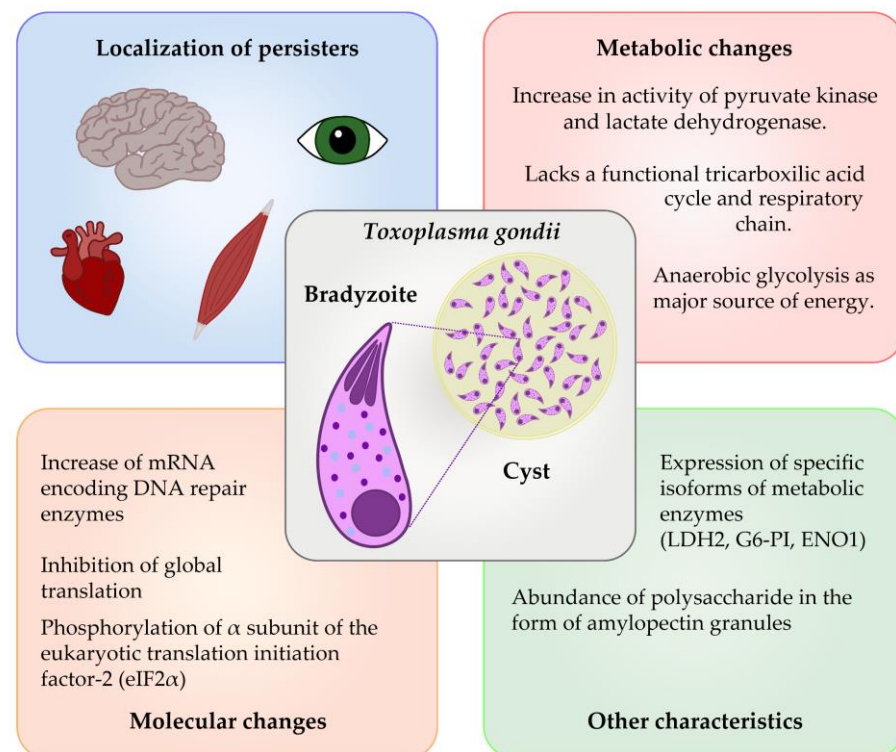 Localization of persisters
Metabolic changes
Increase in activity of pyruvate kinase
and lactate dehydrogenase.
Lacks a functional tricarboxilic acid
cycle and respiratory
chain.
Anaerobic glycolysis as
major source of energy.
Toxoplasma gondii
Bradyzoite
Cyst
Increase of mRNA
encoding DNA repair
enzymes
Inhibition of global
translation
Phosphorylation of α subunit of the
eukaryotic translation initiation
factor-2 (eIF2α)
Molecular changes
Expression of specific
isoforms of metabolic
enzymes
(LDH2, G6-PI, ENO1)
Abundance of polysaccharide in the
form of amylopectin granules
Other characteristics